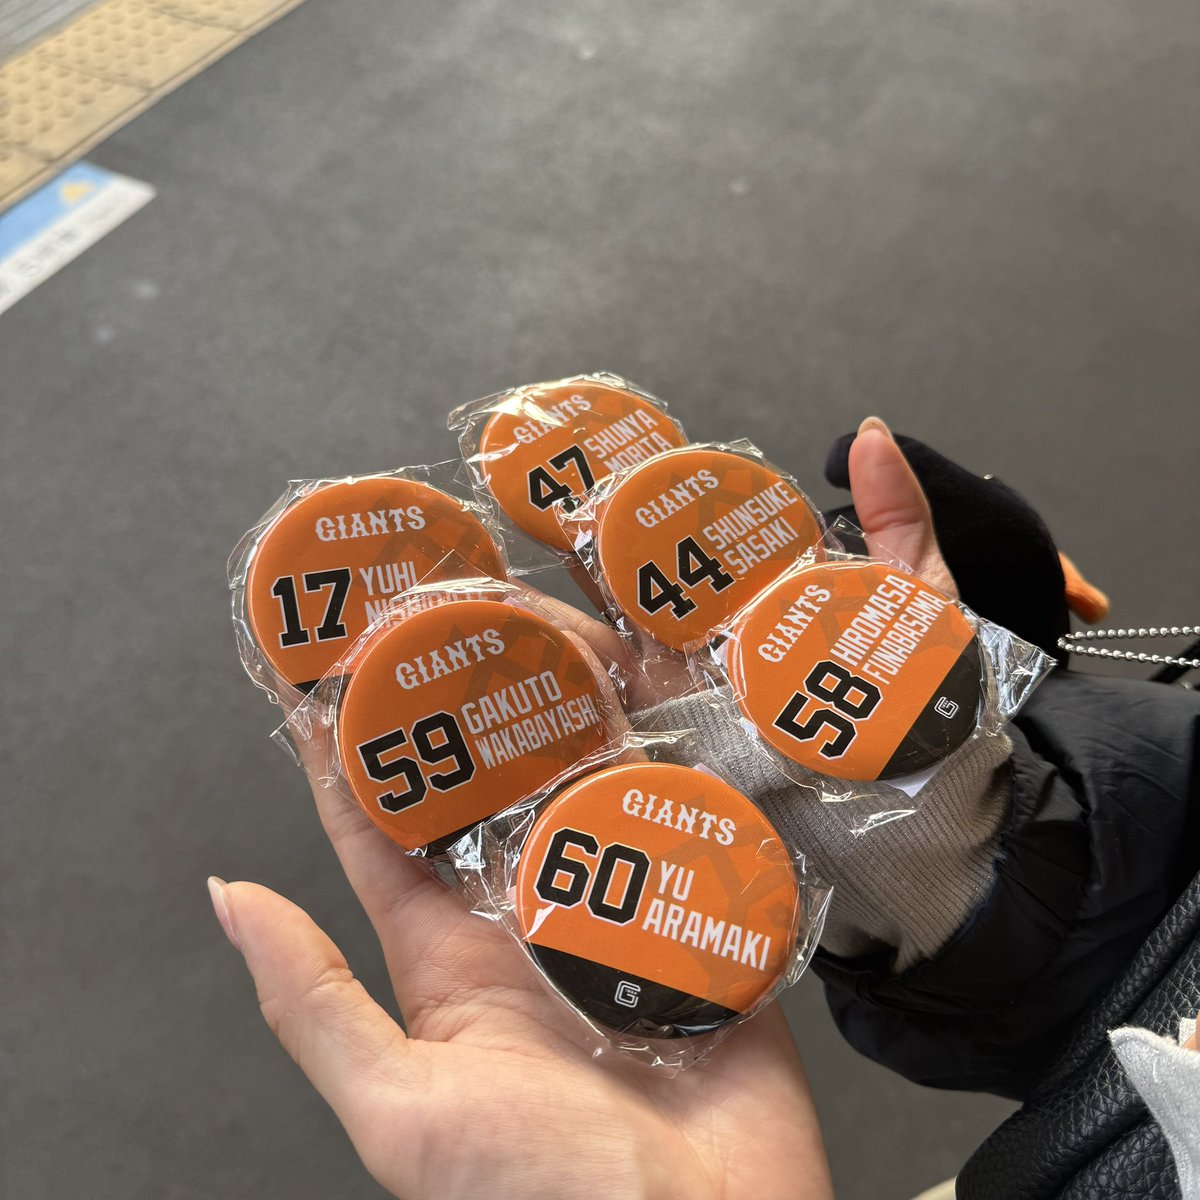 GIANTS
47
SHUNYA
MORITA
GIANTS
44
SHUNSUKE
SASAKI
GIANTS
17
YUHI
GIANTS
58
HIROMASA
FUNABASAMA
GIANTS
59
GAKUTO
WAKABAYASHI
GIANTS
60
YU
ARAMAKI
G
G